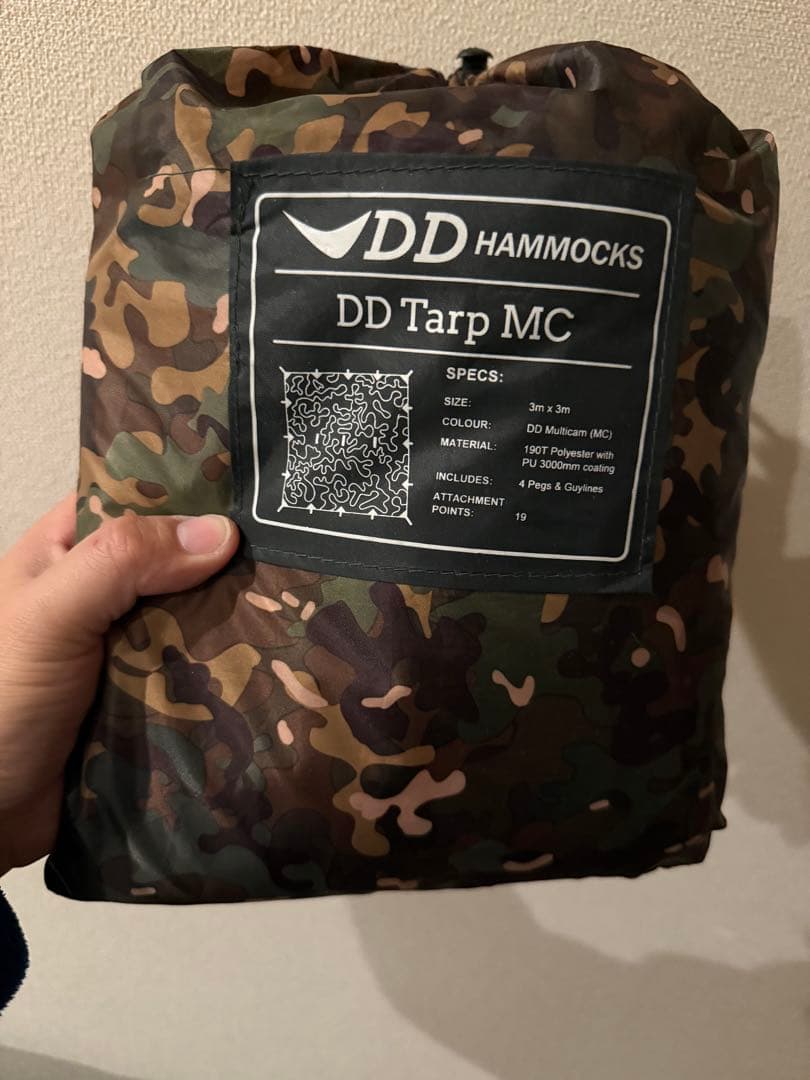 DD HAMMOCKS
DD Tarp MC
SPECS:
SIZE: 3m x 3m
COLOUR: DD Multicam (MC)
MATERIAL: 190T Polyester with
PU 3000mm coating
INCLUDES: 4 Pegs & Guylines
ATTACHMENT
POINTS: 19